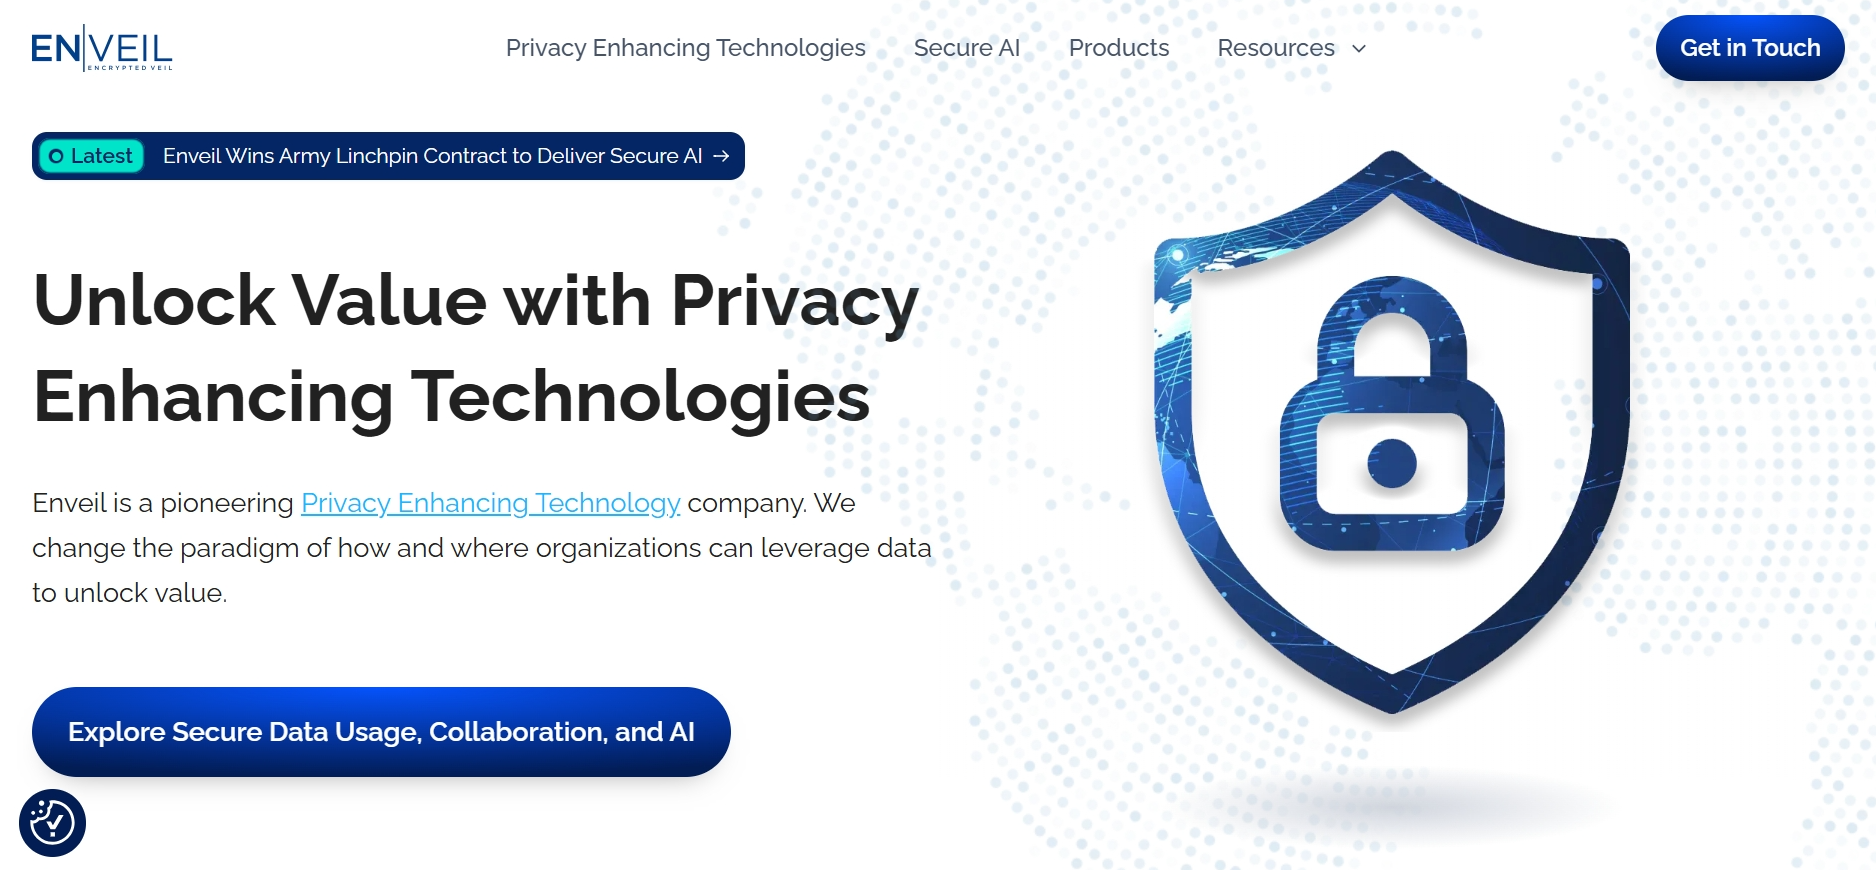 ENVEIL
ENCRYPTED VEIL
Privacy Enhancing Technologies
Secure AI
Products
Resources
Get in Touch
Latest
Enveil Wins Army Linchpin Contract to Deliver Secure AI →
Unlock Value with Privacy
Enhancing Technologies
Enveil is a pioneering Privacy Enhancing Technology company. We
change the paradigm of how and where organizations can leverage data
to unlock value.
Explore Secure Data Usage, Collaboration, and AI